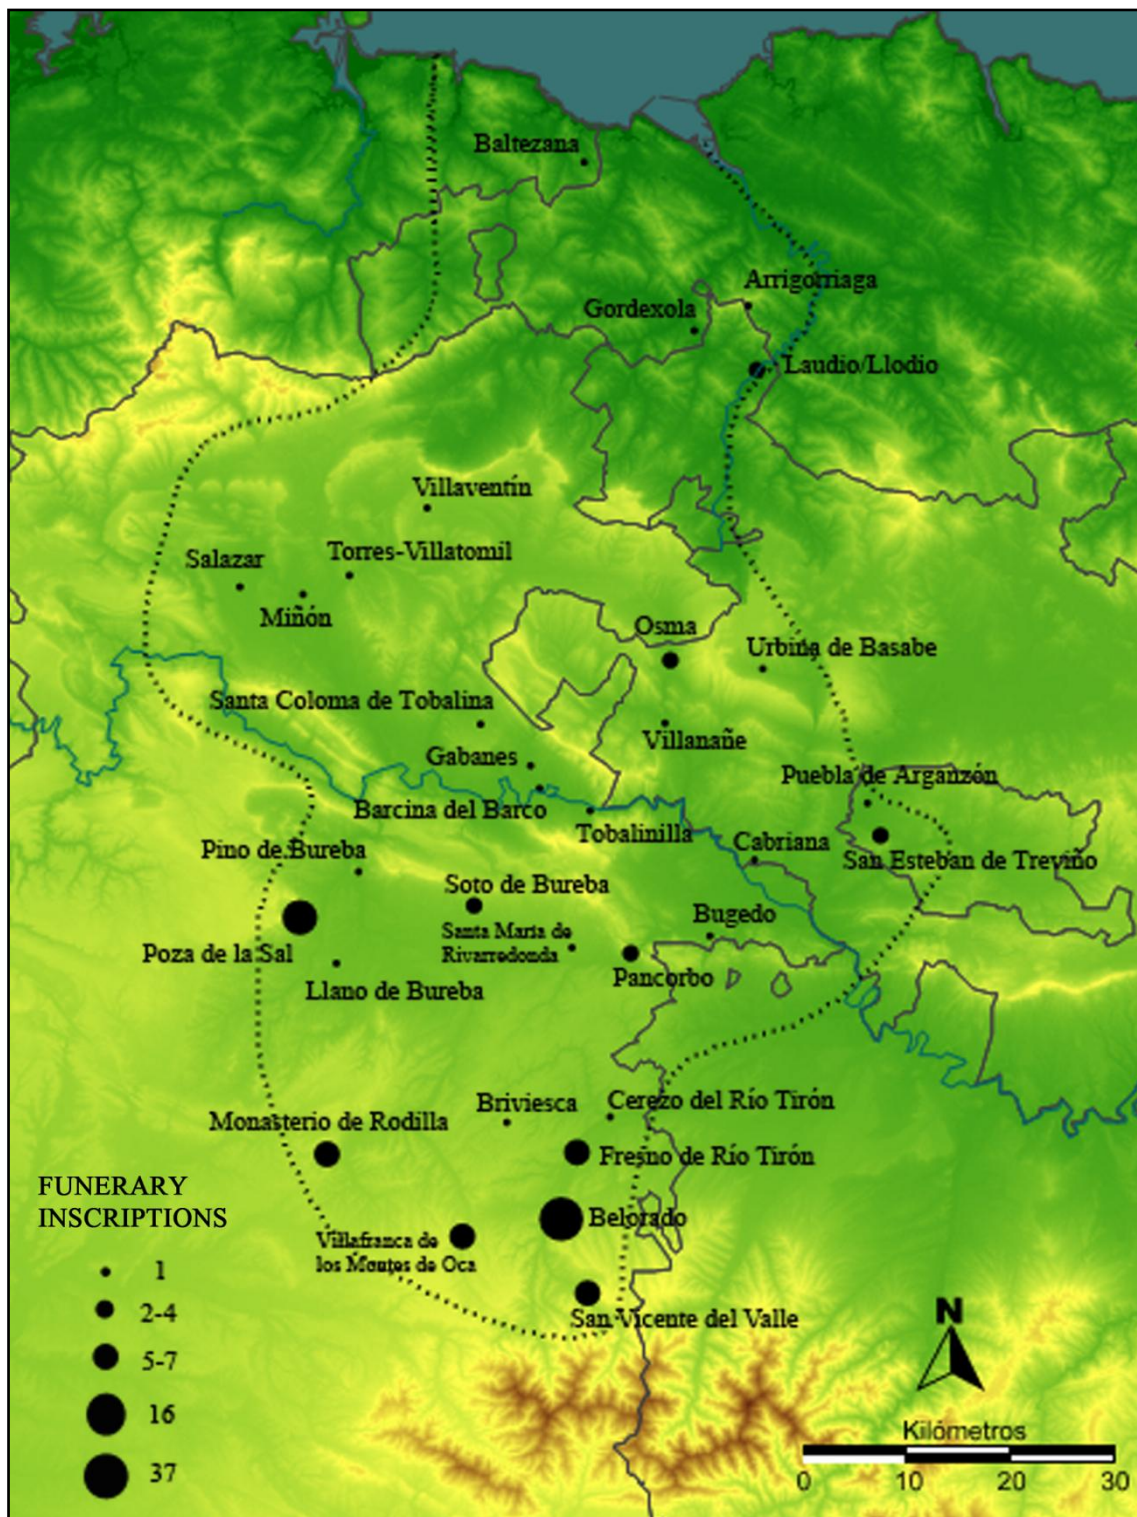 Baltezana
Arrigorriaga
Gordexola
Laudio/Llodio
Villaventín
Torres-Villatomil
Salazar
Miñón
Osma
Urbina de Basabe
Santa Coloma de Tobalina
Villanañe
Gabanes
Puebla de Arganzón
Barcina del Barco
Tobalinilla
Cabriana
Pino de Bureba
San Esteban de Treviño
Soto de Bureba
Bugedo
Santa María de
Rivarredonda
Poza de la Sal
Pancorbo
Llano de Bureba
Briviesca
Cerezo del Río Tirón
Monasterio de Rodilla
Fresno de Río Tirón
FUNERARY
INSCRIPTIONS
Belorado
Villafranca de
los Montes de Oca
1
2-4
San Vicente del Valle
5-7
16
37
N
Kilómetros
0 10 20 30